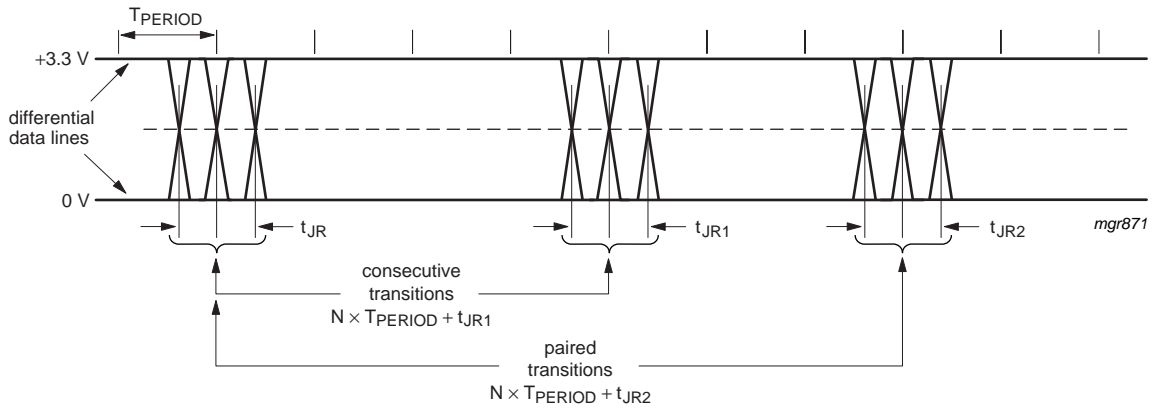 TPERIOD
+3.3 V
differential
data lines
0 V
tJR
tJR1
tJR2
mgr871
consecutive
transitions
N × TPERIOD + tJR1
paired
transitions
N × TPERIOD + tJR2